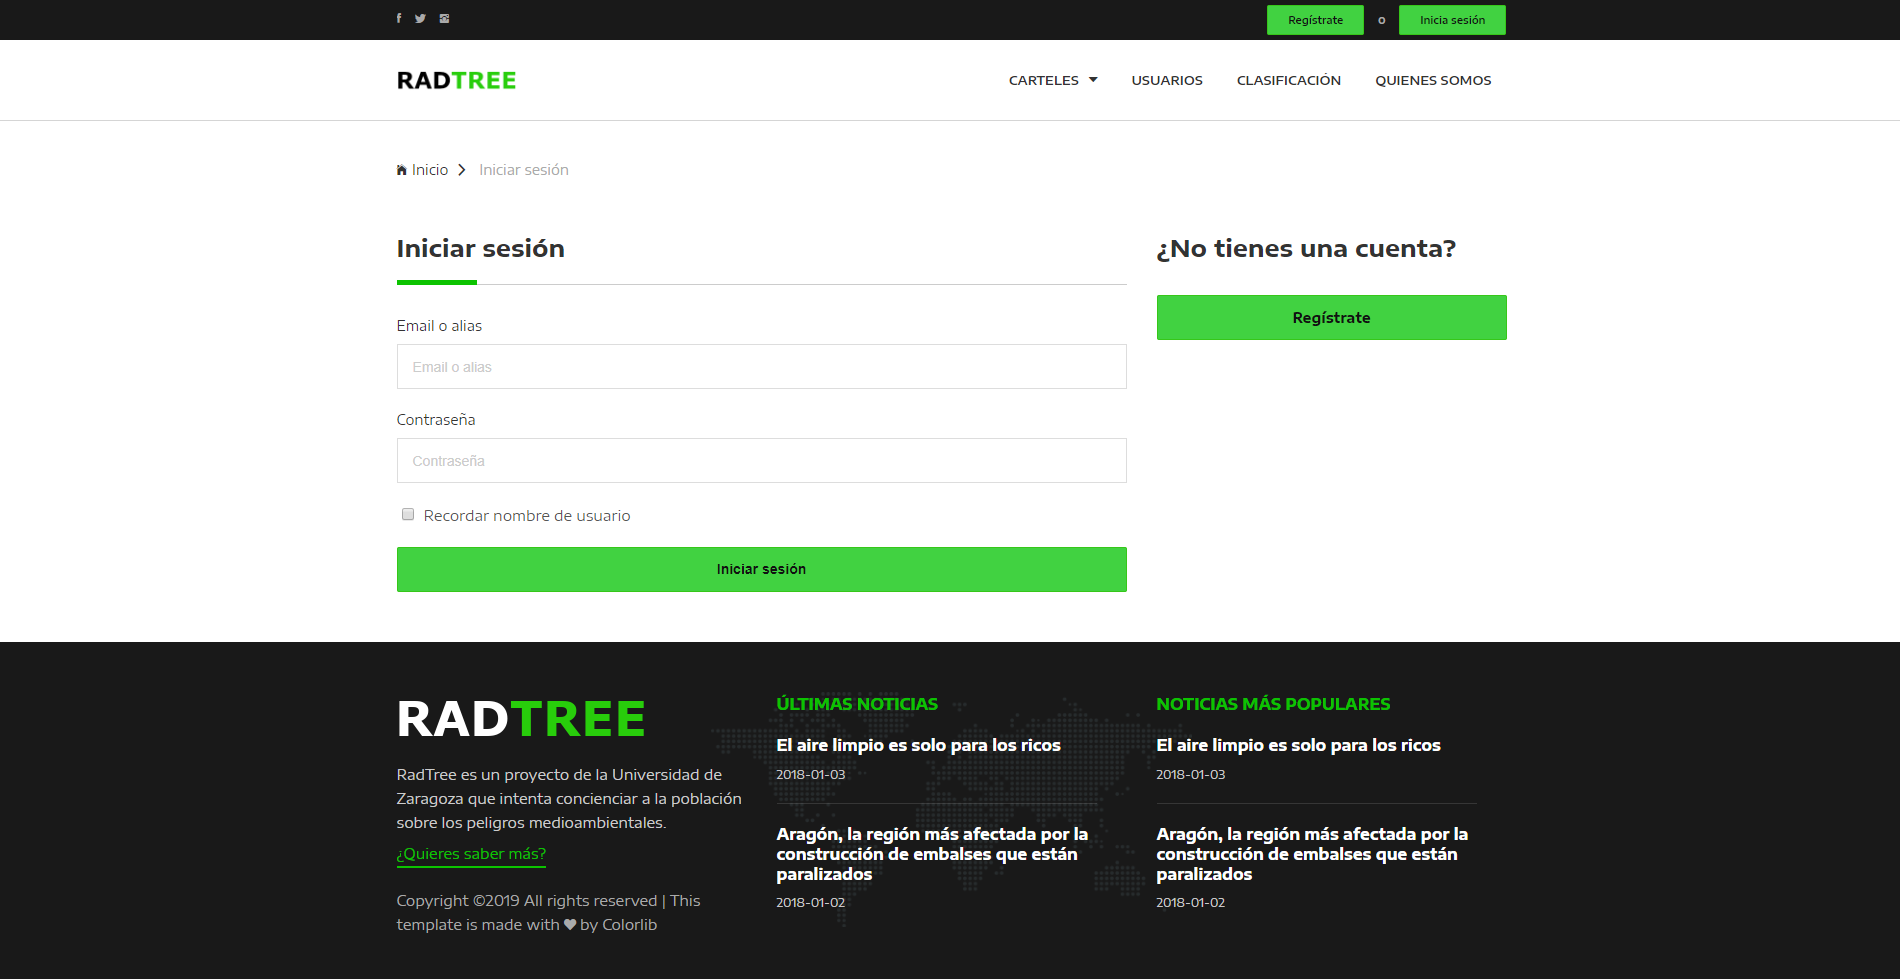 Regístrate o Inicia sesión
RADTREE
CARTELES USUARIOS CLASIFICACIÓN QUIENES SOMOS
Inicio Iniciar sesión
Iniciar sesión
Email o alias
Email o alias
Contraseña
Contraseña
Recordar nombre de usuario
Iniciar sesión
¿No tienes una cuenta?
Regístrate
RADTREE
RadTree es un proyecto de la Universidad de
Zaragoza que intenta concienciar a la población
sobre los peligros medioambientales.
¿Quieres saber más?
Copyright ©2019 All rights reserved | This
template is made with ♥ by Colorlib
ÚLTIMAS NOTICIAS
El aire limpio es solo para los ricos
2018-01-03
Aragón, la región más afectada por la
construcción de embalses que están
paralizados
2018-01-02
NOTICIAS MÁS POPULARES
El aire limpio es solo para los ricos
2018-01-03
Aragón, la región más afectada por la
construcción de embalses que están
paralizados
2018-01-02